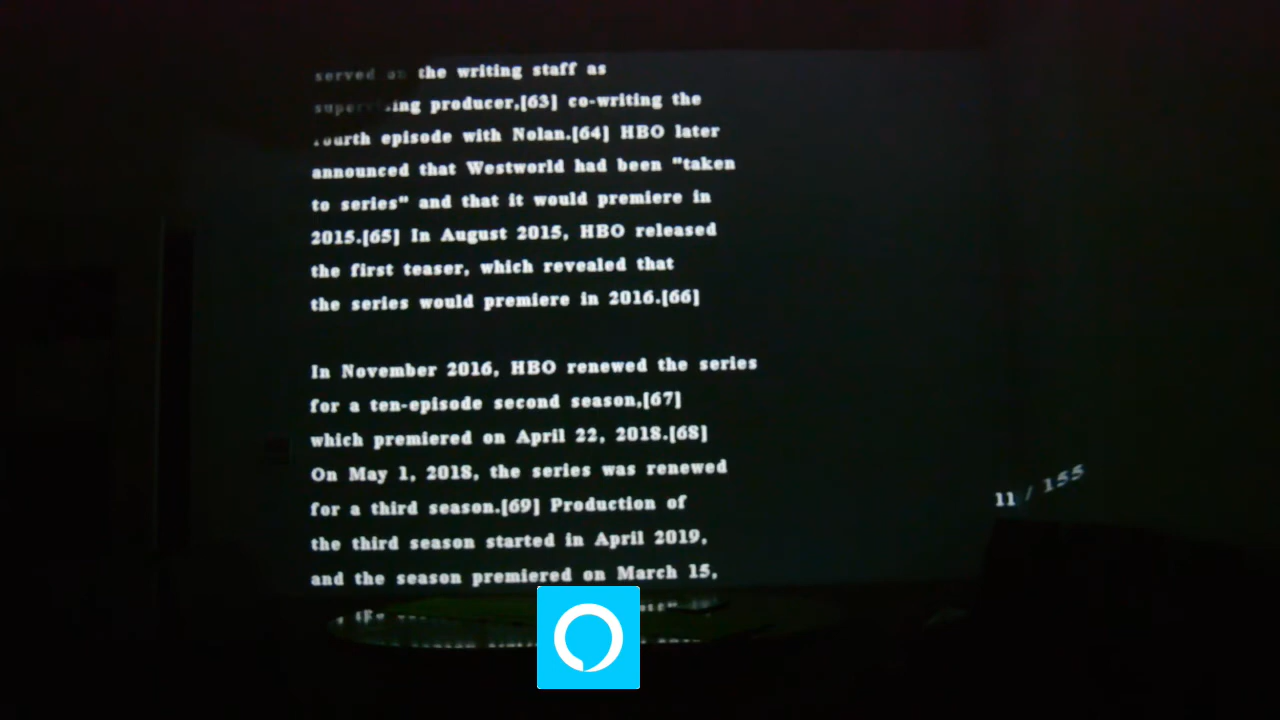 served on the writing staff as
supervising producer,[63] co-writing the
fourth episode with Nolan.[64] HBO later
announced that Westworld had been "taken
to series" and that it would premiere in
2015.[65] In August 2015, HBO released
the first teaser, which revealed that
the series would premiere in 2016.[66]
In November 2016, HBO renewed the series
for a ten-episode second season,[67]
which premiered on April 22, 2018.[68]
On May 1, 2018, the series was renewed
for a third season.[69] Production of
the third season started in April 2019,
and the season premiered on March 15,
11 / 155